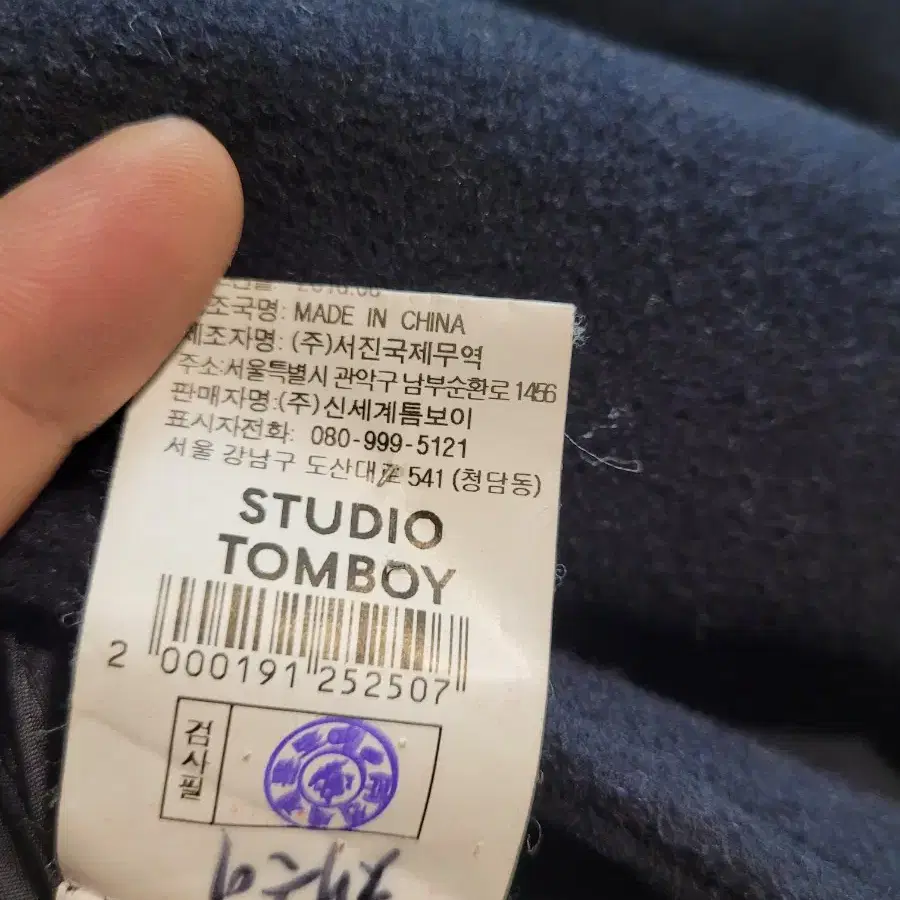 조국명: MADE IN CHINA
제조자명: (주)서진국제무역
주소:서울특별시 관악구 남부순환로 1456
판매자명:(주)신세계톰보이
표시자전화: 080-999-5121
서울 강남구 도산대로 541 (청담동)
STUDIO
TOMBOY
2 000191 252507
검사필